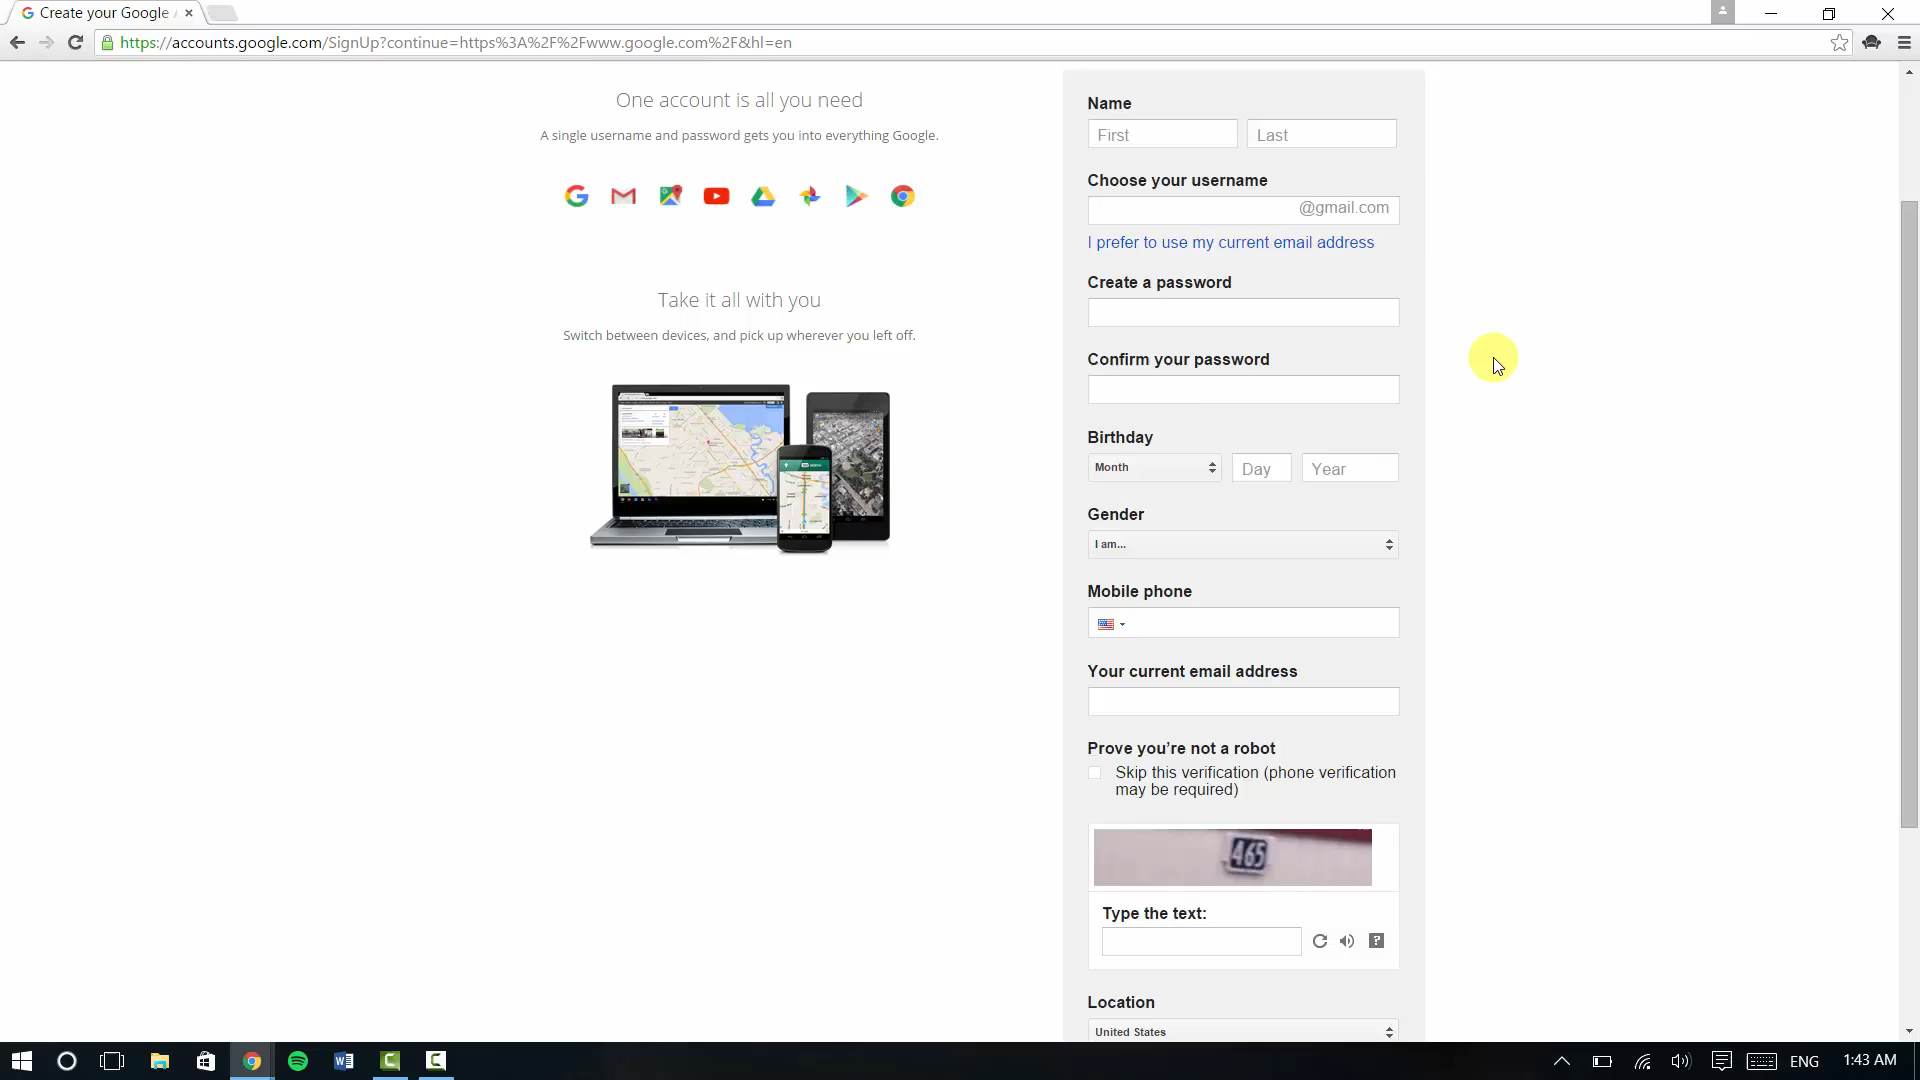 Create your Google
https://accounts.google.com/SignUp?continue=https%3A%2F%2Fwww.google.com%2F&hl=en
One account is all you need
A single username and password gets you into everything Google.
Take it all with you
Switch between devices, and pick up wherever you left off.
Name
First Last
Choose your username
@gmail.com
I prefer to use my current email address
Create a password
Confirm your password
Birthday
Month Day Year
Gender
I am...
Mobile phone
Your current email address
Prove you're not a robot
Skip this verification (phone verification
may be required)
465
Type the text:
Location
United States
ENG 1:43 AM